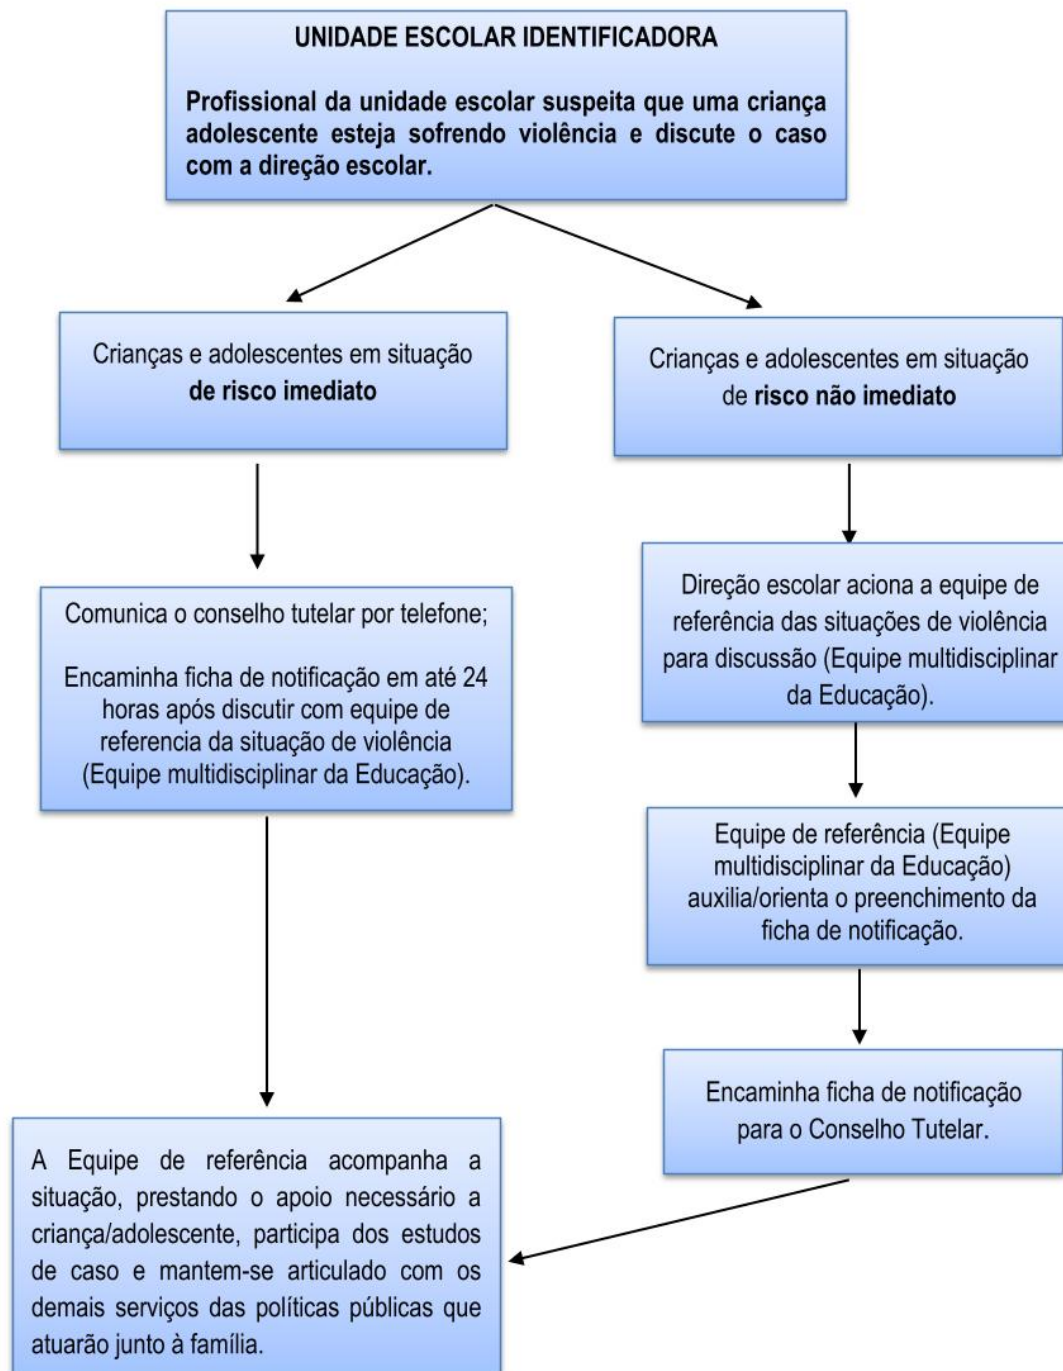 UNIDADE ESCOLAR IDENTIFICADORA
Profissional da unidade escolar suspeita que uma criança
adolescente esteja sofrendo violência e discute o caso
com a direção escolar.
Crianças e adolescentes em situação
de risco imediato
Crianças e adolescentes em situação
de risco não imediato
Comunica o conselho tutelar por telefone;
Encaminha ficha de notificação em até 24
horas após discutir com equipe de
referencia da situação de violência
(Equipe multidisciplinar da Educação).
Direção escolar aciona a equipe de
referência das situações de violência
para discussão (Equipe multidisciplinar
da Educação).
Equipe de referência (Equipe
multidisciplinar da Educação)
auxilia/orienta o preenchimento da
ficha de notificação.
Encaminha ficha de notificação
para o Conselho Tutelar.
A Equipe de referência acompanha a
situação, prestando o apoio necessário a
criança/adolescente, participa dos estudos
de caso e mantem-se articulado com os
demais serviços das políticas públicas que
atuarão junto à família.